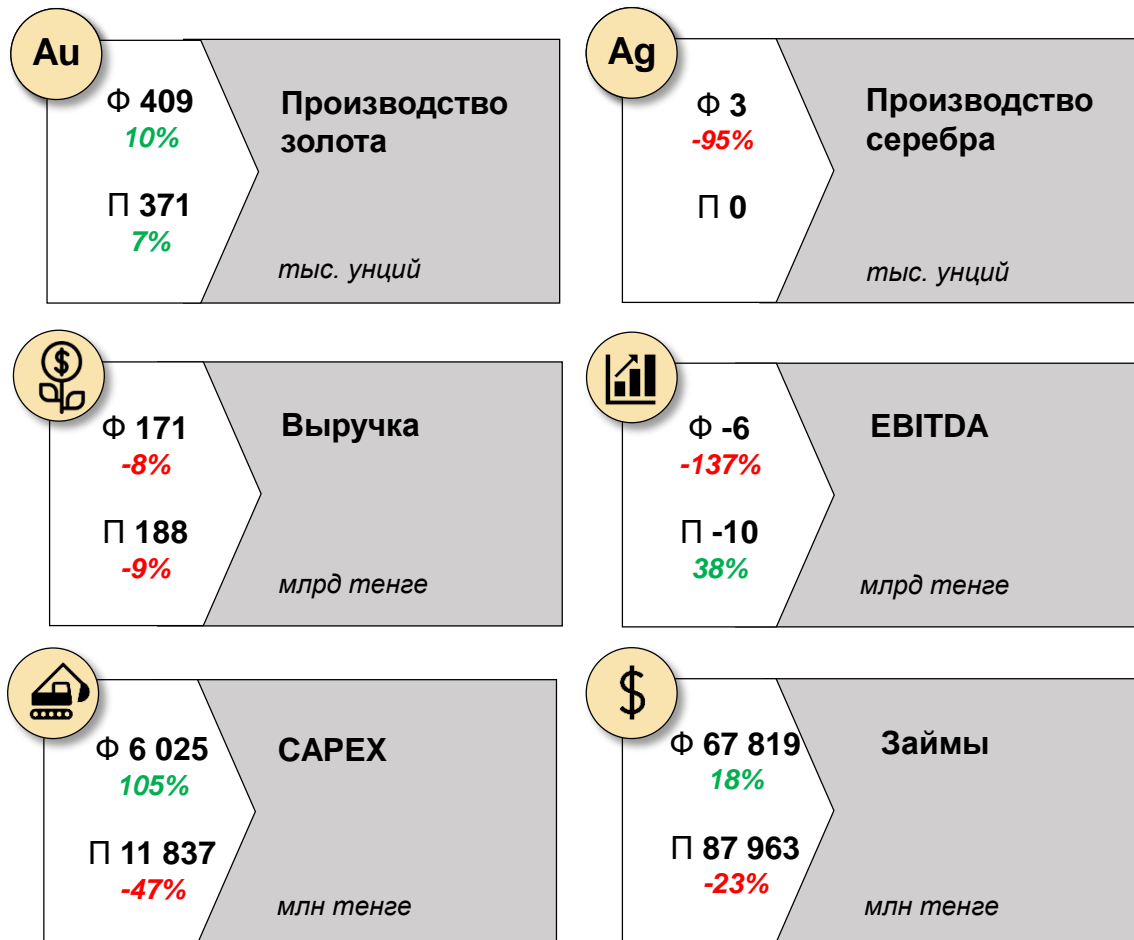 Au
Ф 409
10%
П 371
7%
Производство
золота
тыс. унций
Ag
Ф 3
-95%
П 0
Производство
серебра
тыс. унций
$
Ф 171
-8%
П 188
-9%
Выручка
млрд тенге
Ф -6
-137%
П -10
38%
EBITDA
млрд тенге
Ф 6 025
105%
П 11 837
-47%
CAPEX
млн тенге
$
Ф 67 819
18%
П 87 963
-23%
Займы
млн тенге